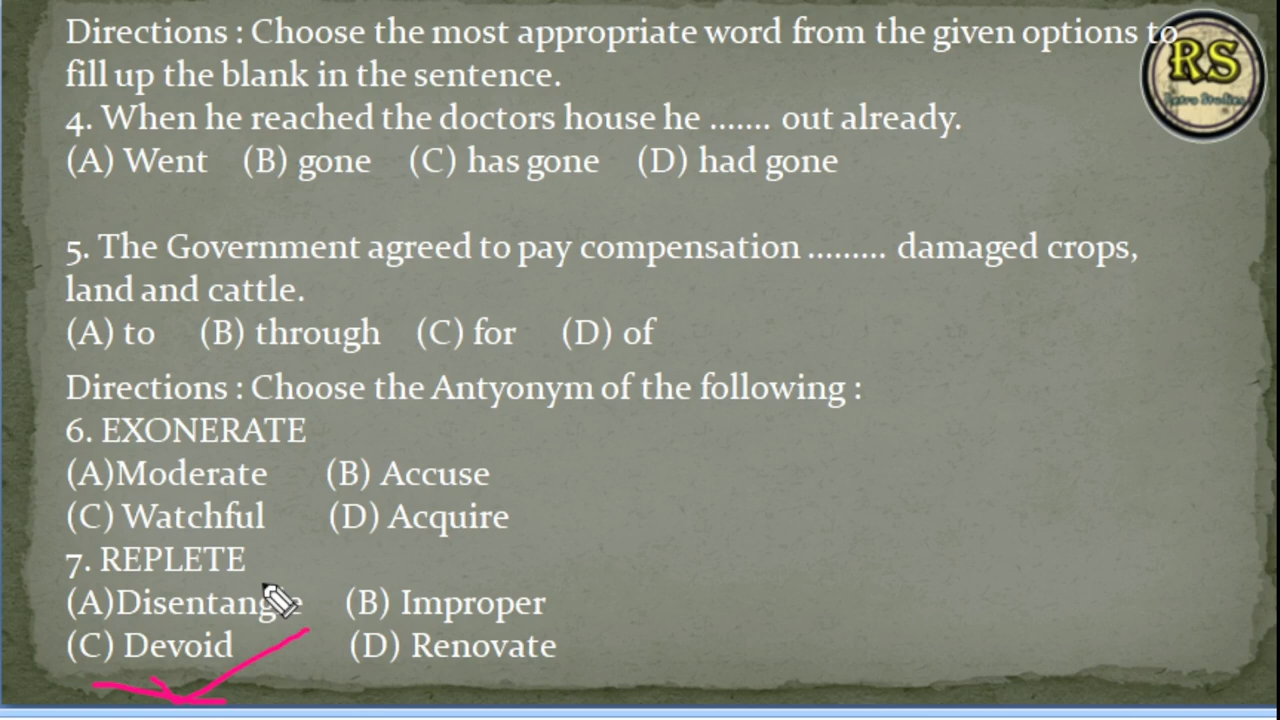 Directions : Choose the most appropriate word from the given options to
fill up the blank in the sentence.
4. When he reached the doctors house he ....... out already.
(A) Went (B) gone (C) has gone (D) had gone
5. The Government agreed to pay compensation ......... damaged crops,
land and cattle.
(A) to (B) through (C) for (D) of
Directions : Choose the Antyonym of the following :
6. EXONERATE
(A)Moderate (B) Accuse
(C) Watchful (D) Acquire
7. REPLETE
(A)Disentangle (B) Improper
(C) Devoid (D) Renovate
RS